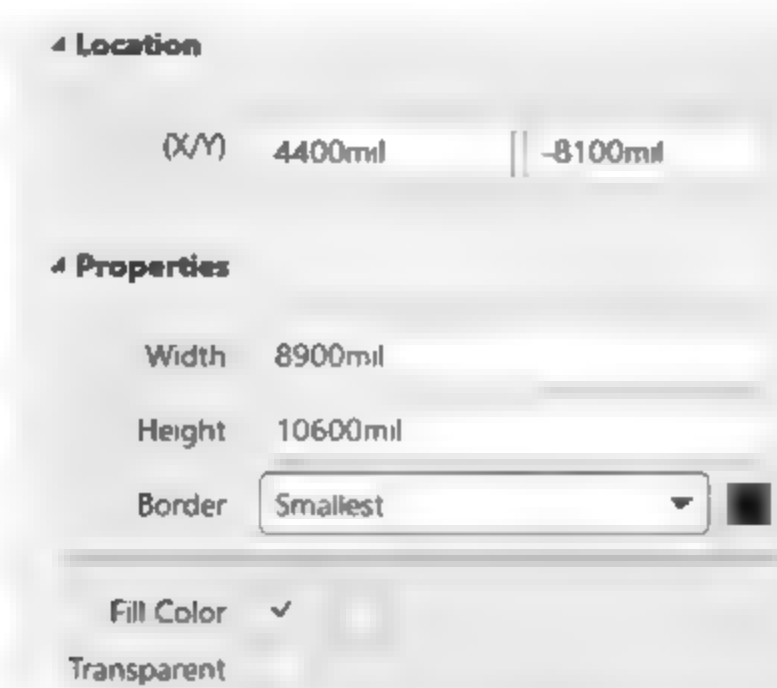 Location
(X/Y) 4400mil -8100mil
Properties
Width 8900mil
Height 10600mil
Border Smallest
Fill Color
Transparent